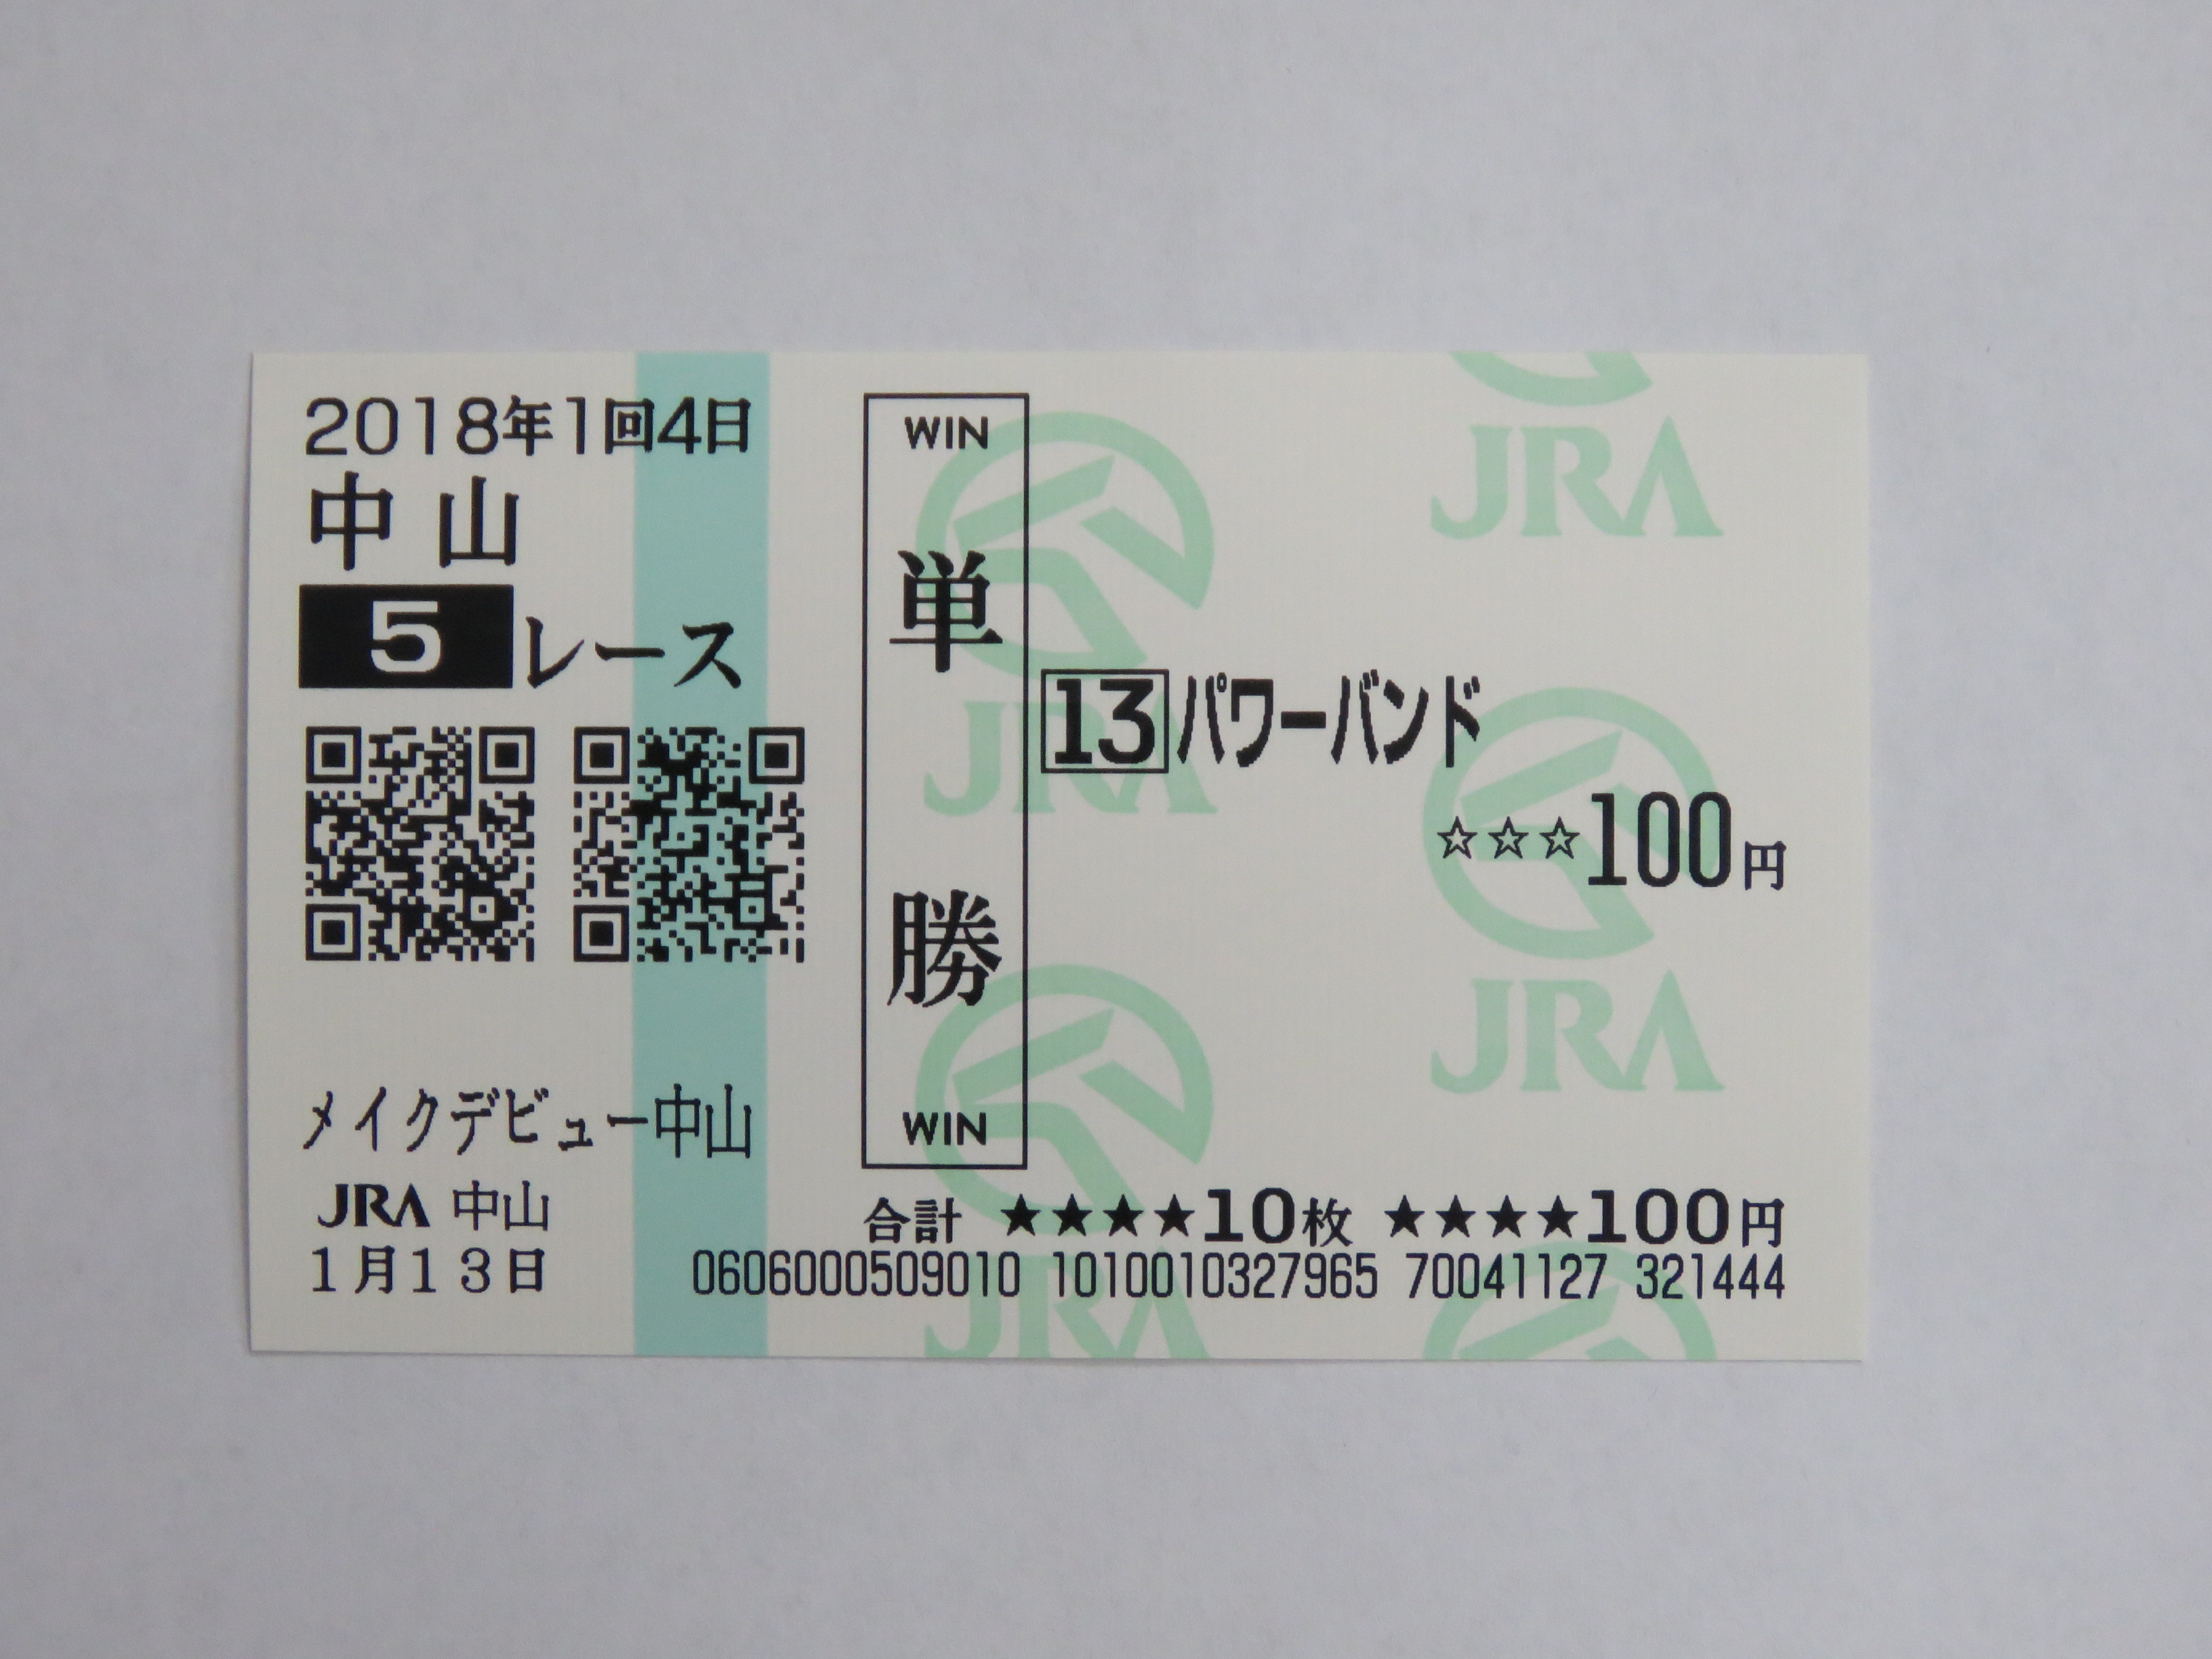 2018年1回4日
中山
5レース
メイクデビュー中山
JRA 中山
1月13日
WIN
単勝
WIN
13パワーバンド
☆☆☆100円
合計 ★★★★10枚 ★★★★100円
0606000509010 1010010327965 70041127 321444
JRA
JRA
JRA
JRA